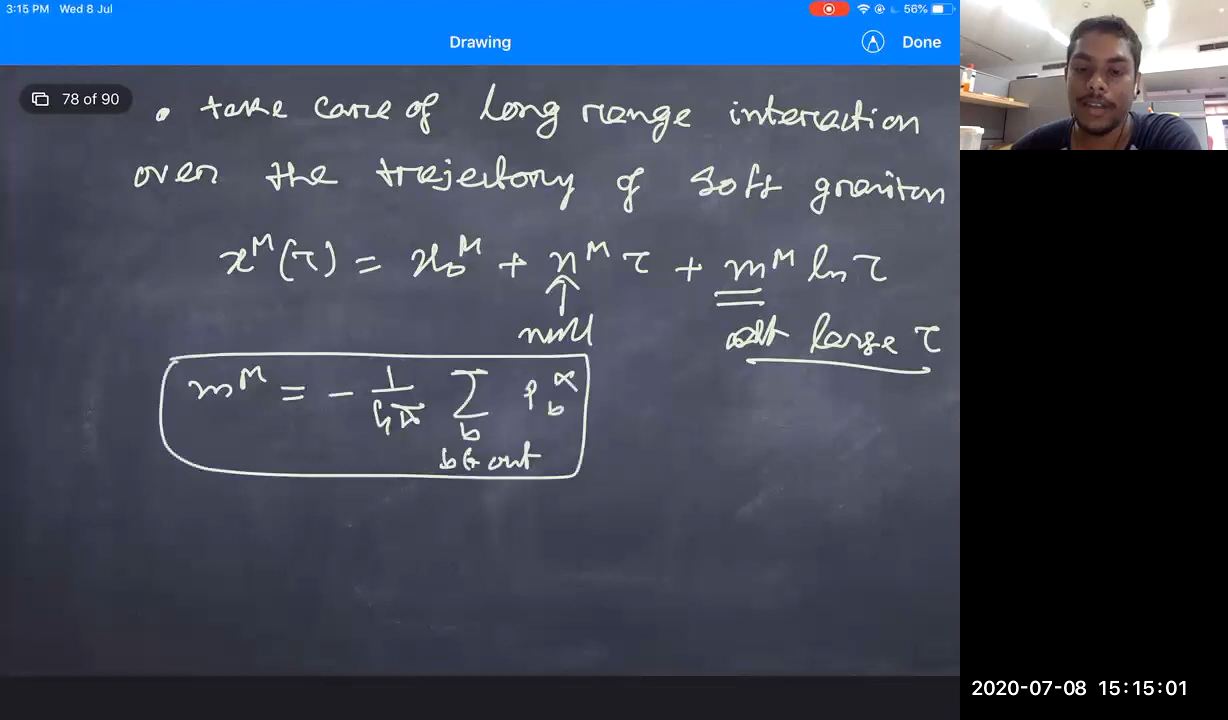 3:15 PM Wed 8 Jul
56%
Drawing
Done
78 of 90
• take care of long range interaction
over the trajectory of soft graviton
x^μ(τ) = x_0^μ + n^μ τ + m^μ ln τ
↑
null
at large τ
m^μ = - 1/4π Σ_b p_b^α
b ∈ out
2020-07-08 15:15:01